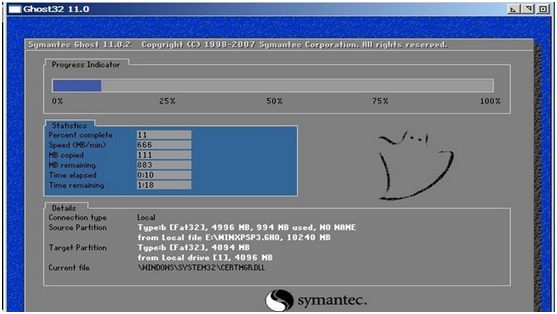 Ghost32 11.0
Symantec Ghost 11.0.2 Copyright (C) 1998-2007 Symantec Corporation. All rights reserved.
Progress Indicator
0% 25% 50% 75% 100%
Statistics
Percent complete 11
Speed (MB/min) 666
MB copied 111
MB remaining 883
Time elapsed 0:10
Time remaining 1:18
Details
Connection type Local
Source Partition Type:b [Fat32], 4996 MB, 994 MB used, NO NAME
from Local file E:\WINXPSP3.GHO, 10240 MB
Target Partition Type:b [Fat32], 4094 MB
from Local drive [1], 4096 MB
Current file \WINDOWS\SYSTEM32\CERTMGR.DLL
symantec.